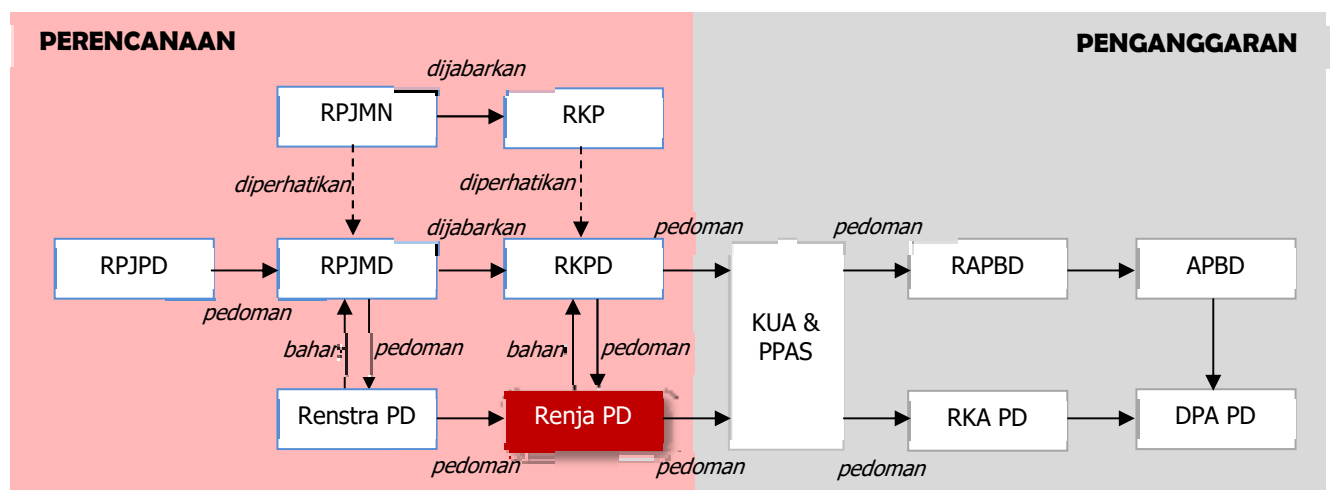 PERENCANAAN
PENGANGGARAN
dijabarkan
RPJMN
RKP
diperhatikan
diperhatikan
dijabarkan
pedoman
pedoman
RPJPD
RPJMD
RKPD
RAPBD
APBD
pedoman
KUA &
PPAS
bahan
pedoman
bahan
pedoman
Renstra PD
Renja PD
RKA PD
DPA PD
pedoman
pedoman
pedoman